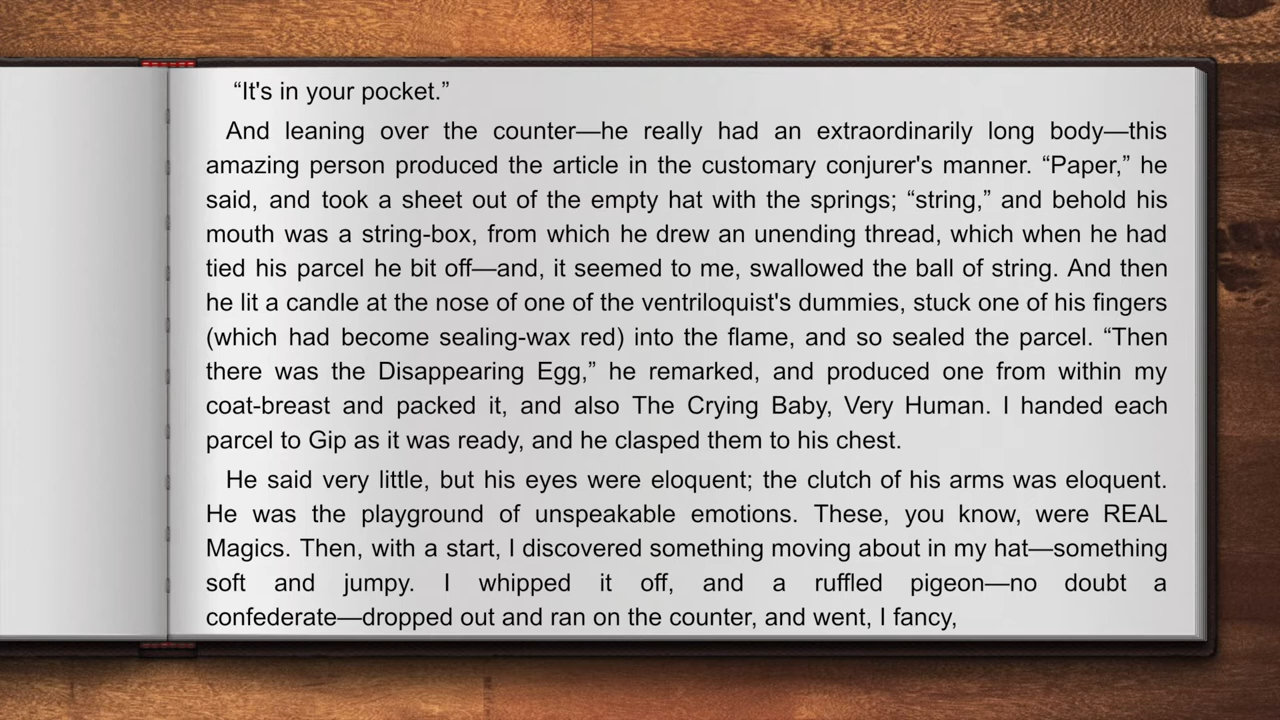 “It's in your pocket.”
And leaning over the counter—he really had an extraordinarily long body—this
amazing person produced the article in the customary conjurer's manner. “Paper,” he
said, and took a sheet out of the empty hat with the springs; “string,” and behold his
mouth was a string-box, from which he drew an unending thread, which when he had
tied his parcel he bit off—and, it seemed to me, swallowed the ball of string. And then
he lit a candle at the nose of one of the ventriloquist's dummies, stuck one of his fingers
(which had become sealing-wax red) into the flame, and so sealed the parcel. “Then
there was the Disappearing Egg,” he remarked, and produced one from within my
coat-breast and packed it, and also The Crying Baby, Very Human. I handed each
parcel to Gip as it was ready, and he clasped them to his chest.
He said very little, but his eyes were eloquent; the clutch of his arms was eloquent.
He was the playground of unspeakable emotions. These, you know, were REAL
Magics. Then, with a start, I discovered something moving about in my hat—something
soft and jumpy. I whipped it off, and a ruffled pigeon—no doubt a
confederate—dropped out and ran on the counter, and went, I fancy,